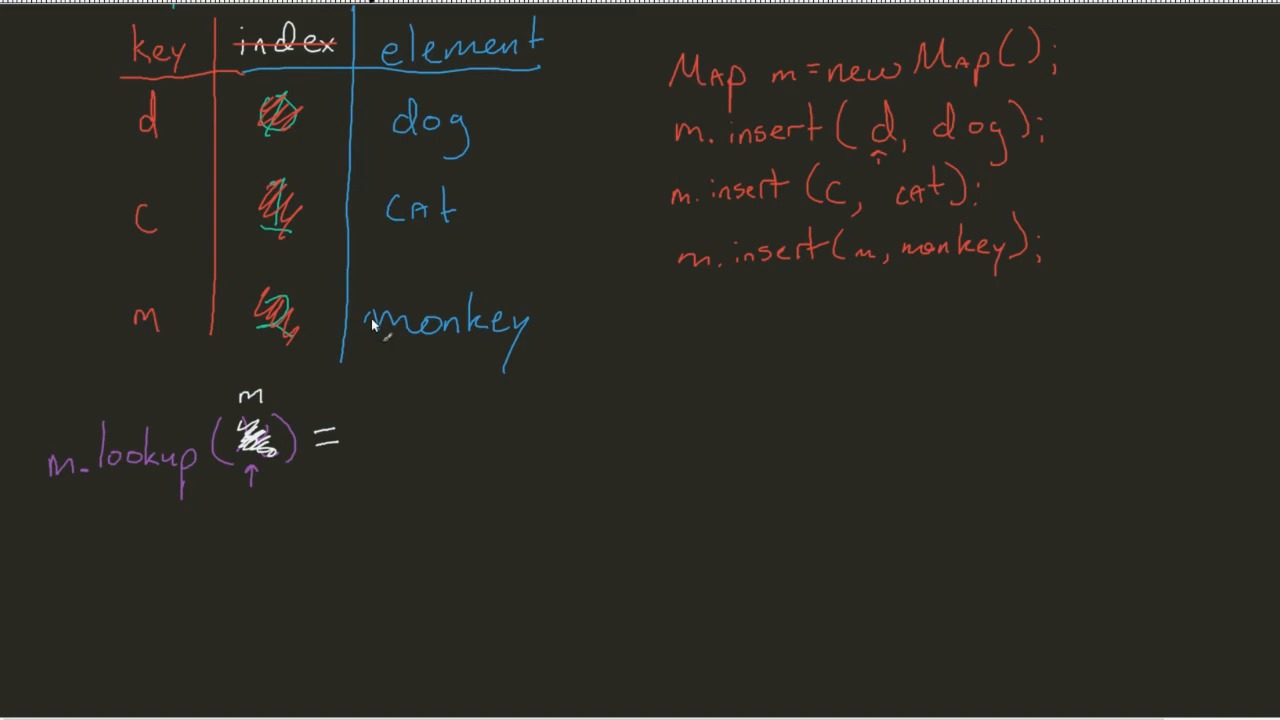 key index element
d dog
c cat
m monkey
m.lookup( m ) =
Map m = new Map();
m.insert(d, dog);
m.insert(c, cat);
m.insert(m, monkey);